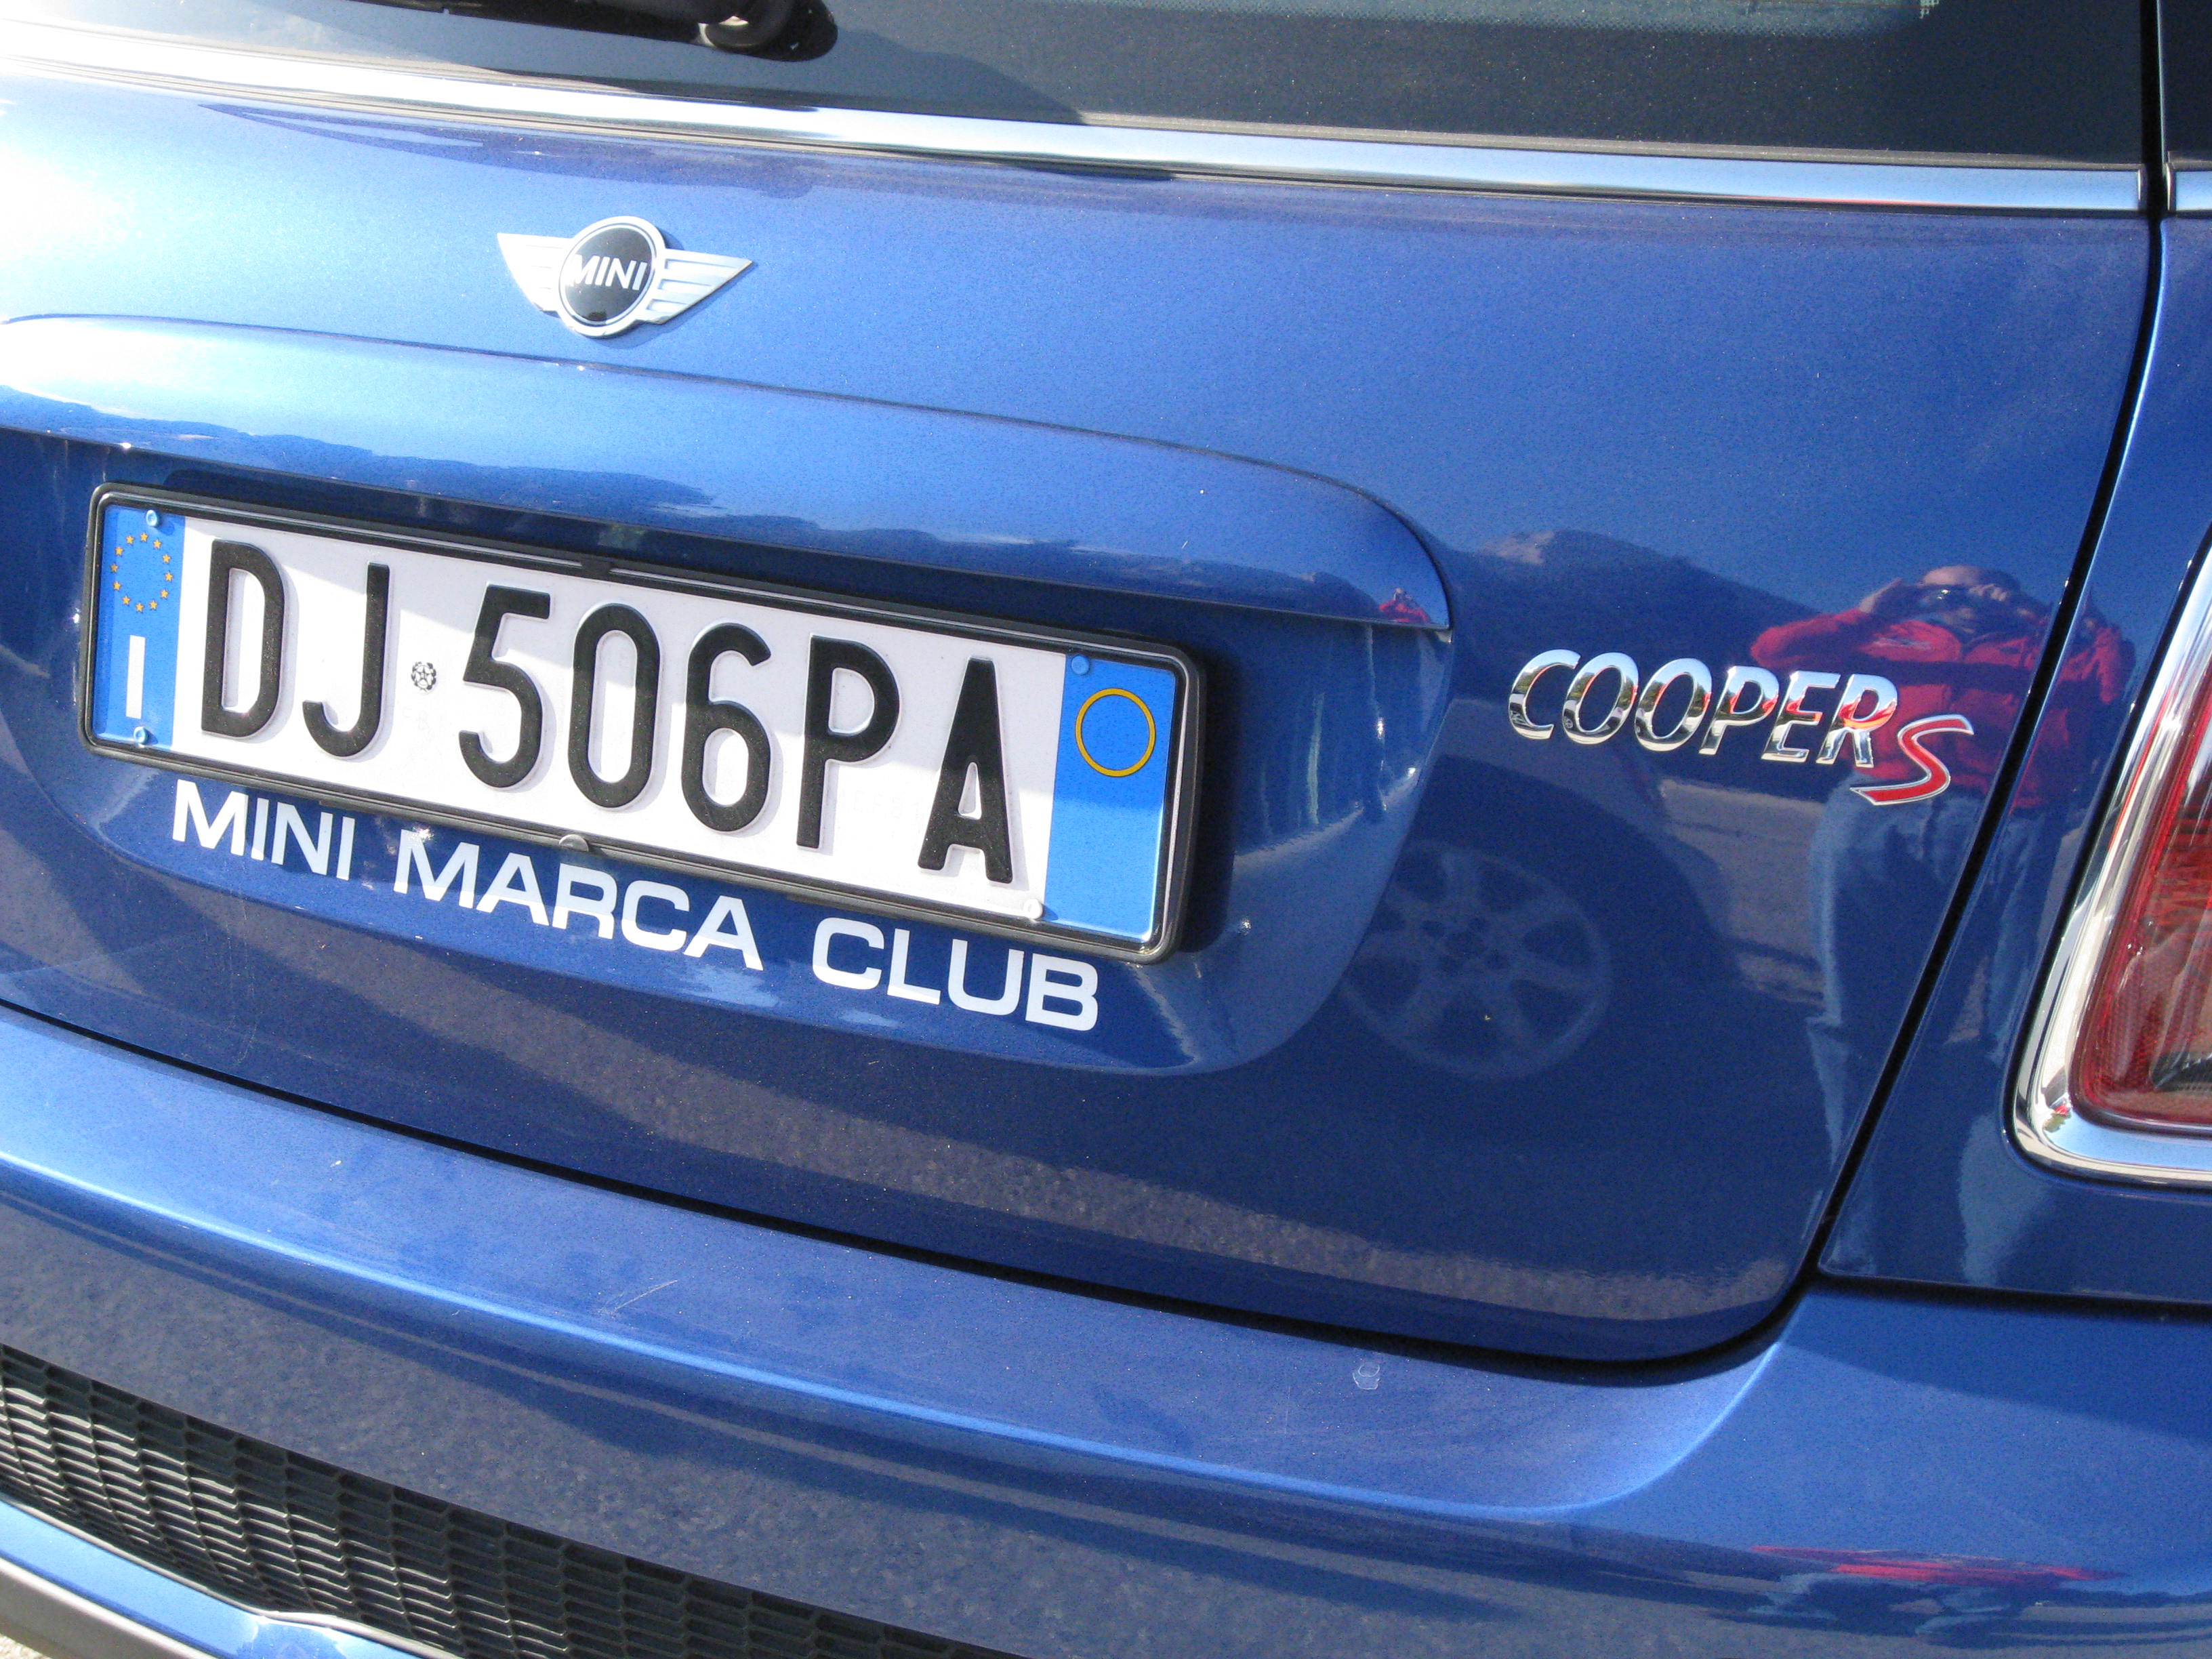 MINI
I DJ 506PA
COOPER S
MINI MARCA CLUB